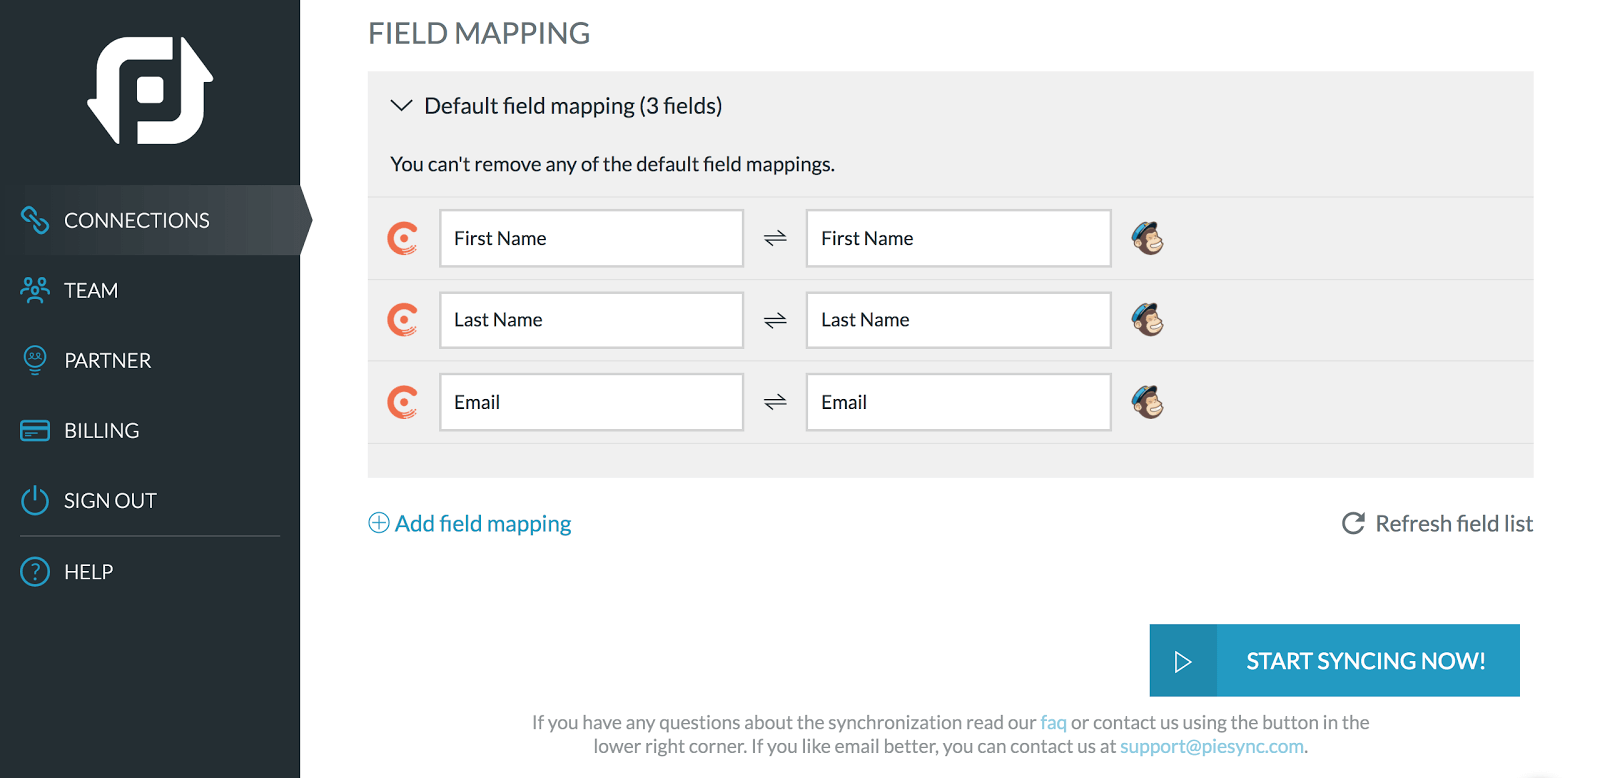 CONNECTIONS
TEAM
PARTNER
BILLING
SIGN OUT
HELP
FIELD MAPPING
Default field mapping (3 fields)
You can't remove any of the default field mappings.
First Name First Name
Last Name Last Name
Email Email
Add field mapping Refresh field list
START SYNCING NOW!
If you have any questions about the synchronization read our faq or contact us using the button in the
lower right corner. If you like email better, you can contact us at support@piesync.com.